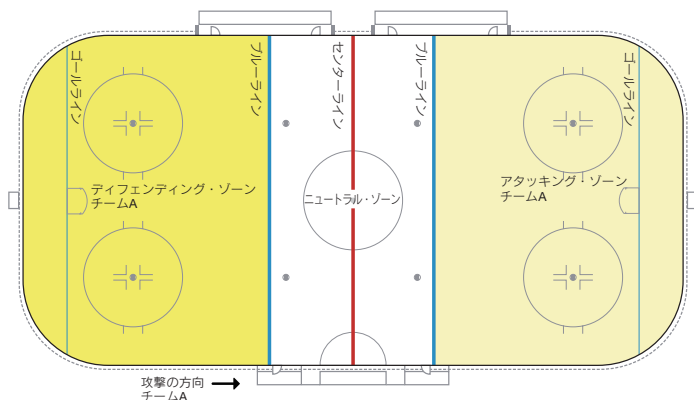 ゴールライン
ブルーライン
センターライン
ブルーライン
ゴールライン
ディフェンディング・ゾーン
チームA
ニュートラル・ゾーン
アタッキング・ゾーン
チームA
攻撃の方向
チームA